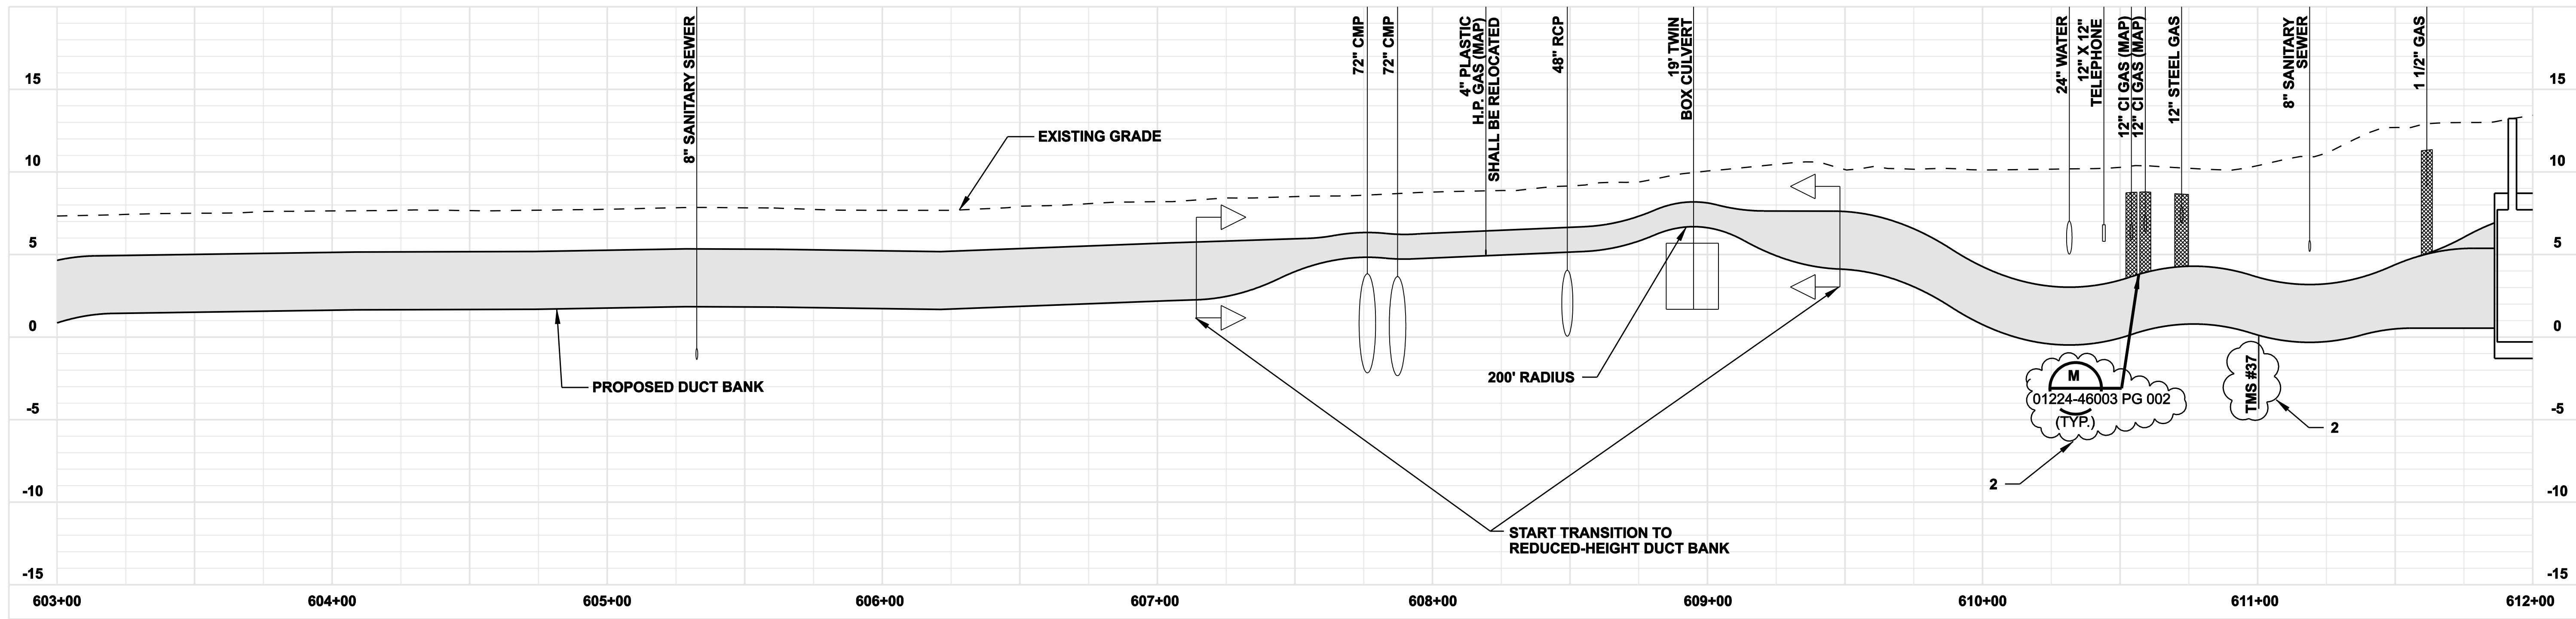 8" SANITARY SEWER
72" CMP
72" CMP
4" PLASTIC
H.P. GAS (MAP)
SHALL BE RELOCATED
48" RCP
19' TWIN
BOX CULVERT
24" WATER
12" X 12"
TELEPHONE
12" CI GAS (MAP)
12" CI GAS (MAP)
12" STEEL GAS
8" SANITARY
SEWER
1 1/2" GAS
15
15
10
10
5
5
0
0
-5
-5
-10
-10
-15
-15
EXISTING GRADE
PROPOSED DUCT BANK
200' RADIUS
START TRANSITION TO
REDUCED-HEIGHT DUCT BANK
M
01224-46003 PG 002
(TYP.)
2
TMS #37
2
603+00
604+00
605+00
606+00
607+00
608+00
609+00
610+00
611+00
612+00